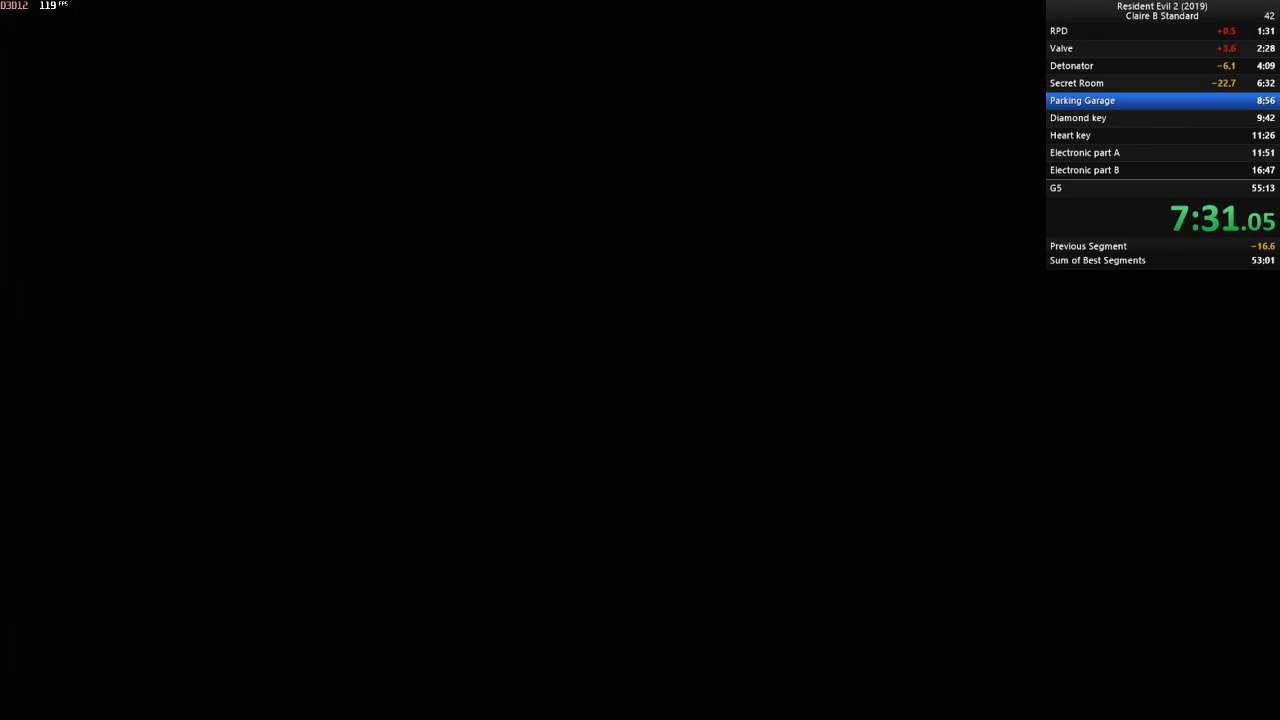 D3D12 119 FPS
Resident Evil 2 (2019)
Claire B Standard 42
RPD +0.5 1:31
Valve +3.6 2:28
Detonator −6.1 4:09
Secret Room −22.7 6:32
Parking Garage 8:56
Diamond key 9:42
Heart key 11:26
Electronic part A 11:51
Electronic part B 16:47
G5 55:13
7:31.05
Previous Segment −16.6
Sum of Best Segments 53:01